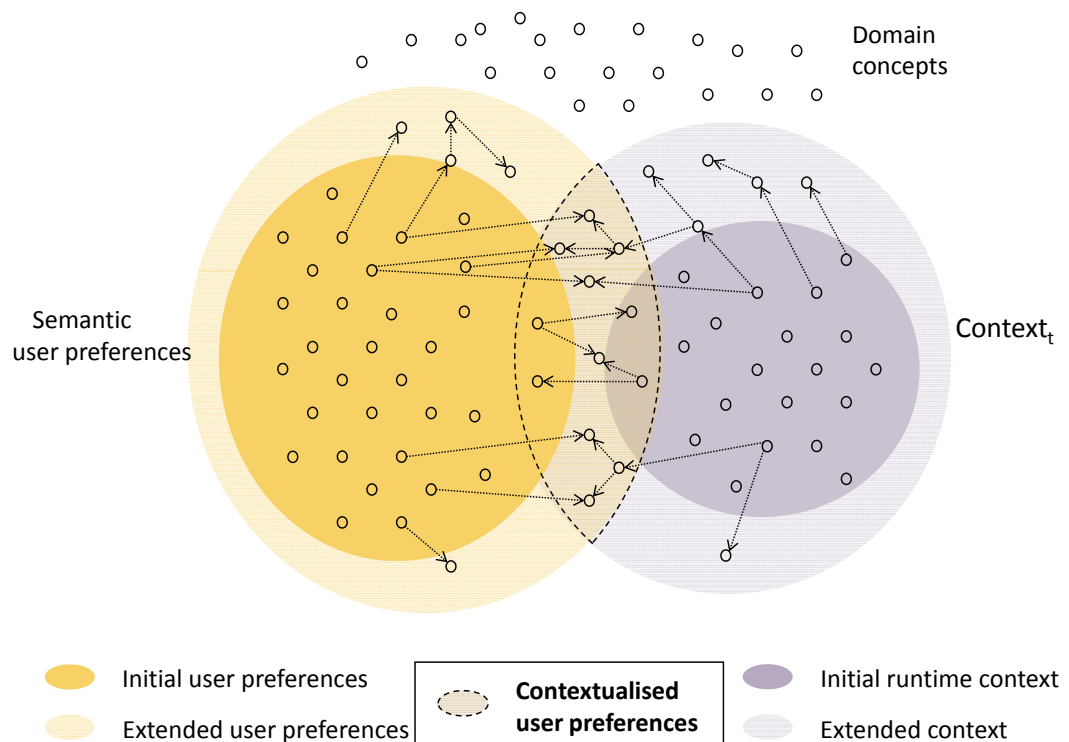 Domain
concepts
Semantic
user preferences
Context_t
Initial user preferences
Extended user preferences
Contextualised
user preferences
Initial runtime context
Extended context